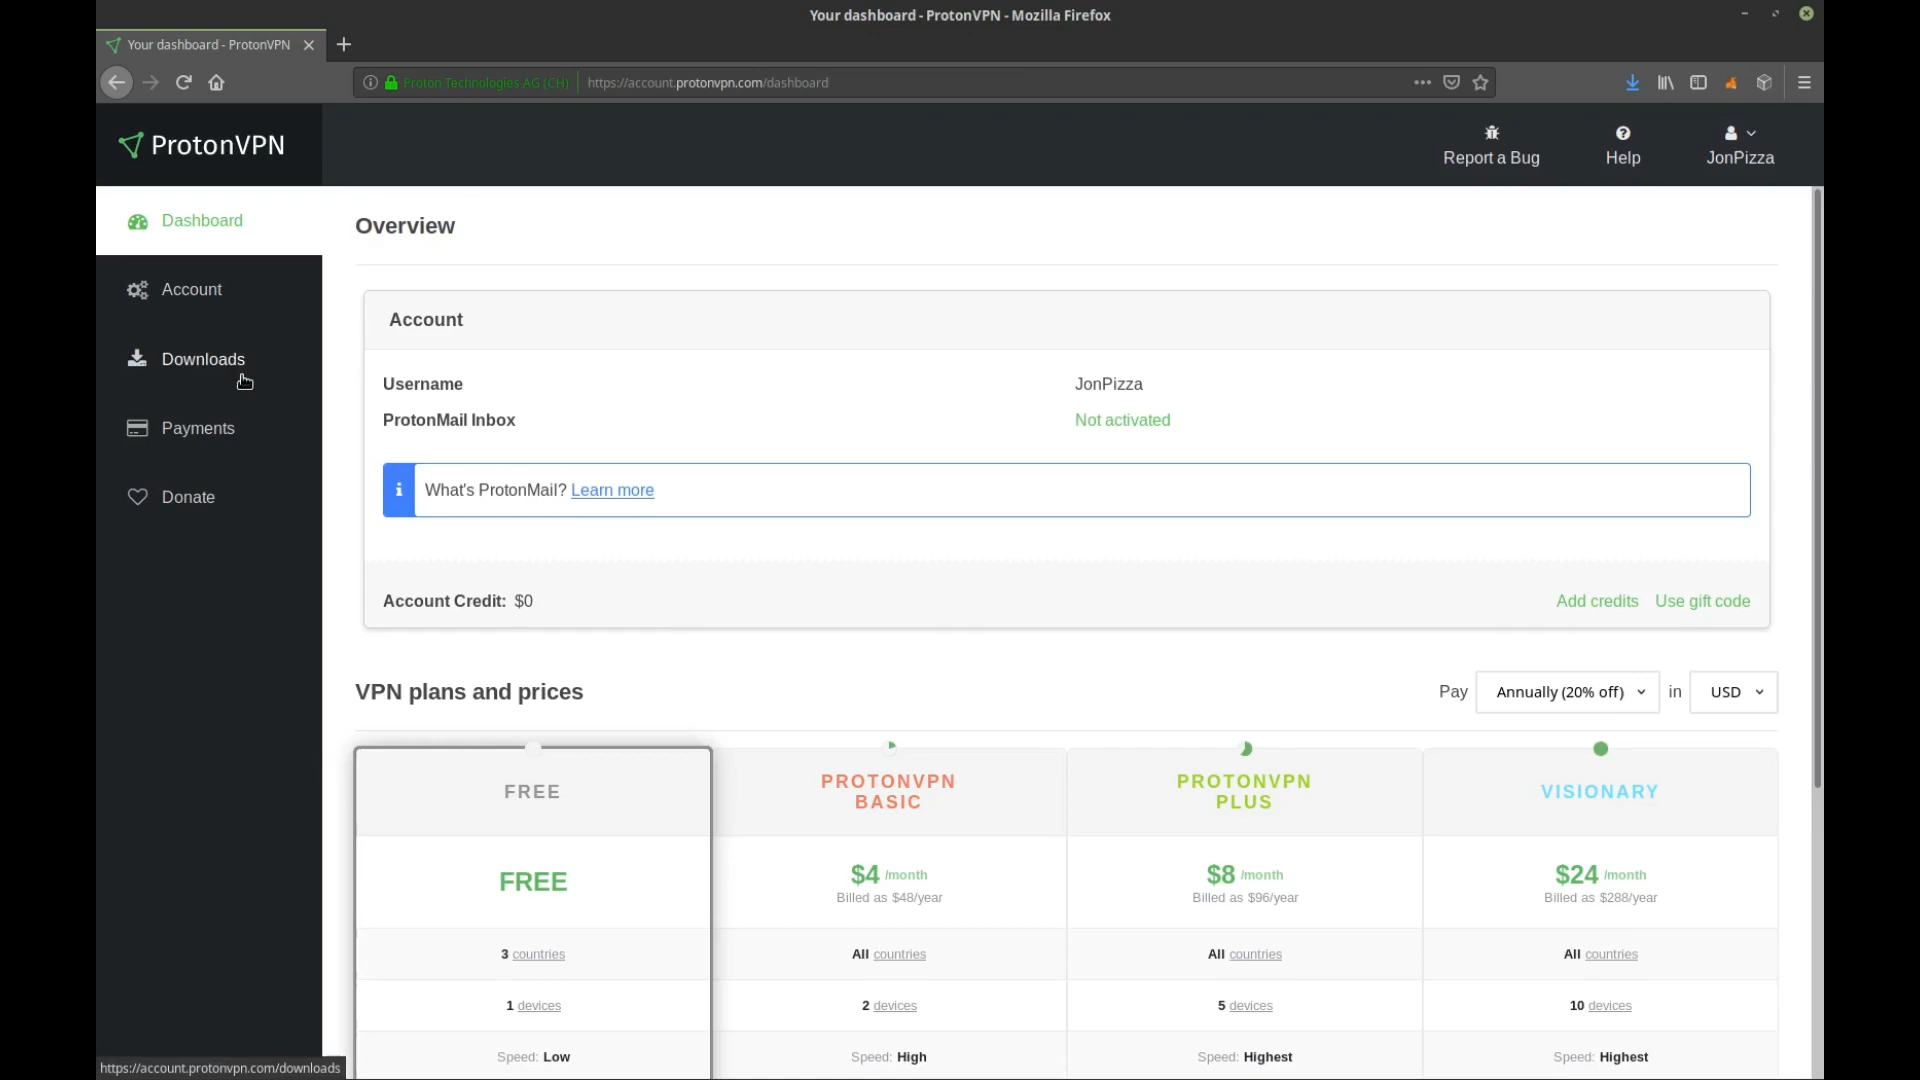 Your dashboard - ProtonVPN - Mozilla Firefox
Your dashboard - ProtonVPN
Proton Technologies AG (CH) https://account.protonvpn.com/dashboard
ProtonVPN
Report a Bug
Help
JonPizza
Dashboard
Account
Downloads
Payments
Donate
Overview
Account
Username JonPizza
ProtonMail Inbox Not activated
What's ProtonMail? Learn more
Account Credit: $0 Add credits Use gift code
VPN plans and prices Pay Annually (20% off) in USD
FREE
PROTONVPN
BASIC
PROTONVPN
PLUS
VISIONARY
FREE
$4 /month
Billed as $48/year
$8 /month
Billed as $96/year
$24 /month
Billed as $288/year
3 countries All countries All countries All countries
1 devices 2 devices 5 devices 10 devices
Speed: Low Speed: High Speed: Highest Speed: Highest
https://account.protonvpn.com/downloads